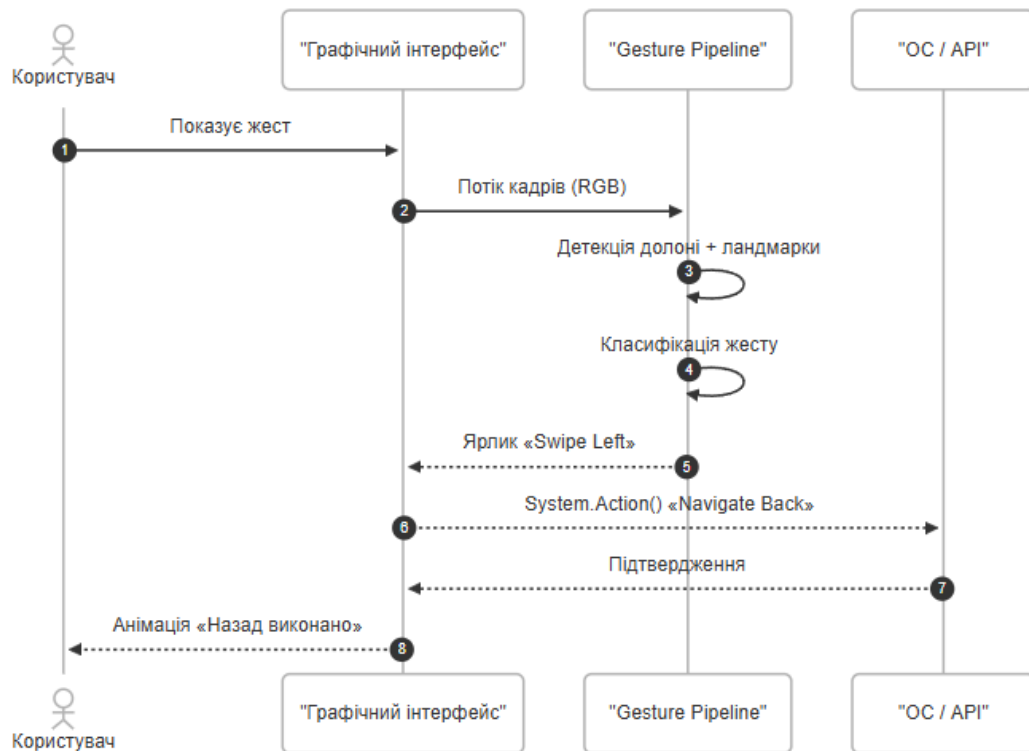 Користувач
"Графічний інтерфейс"
"Gesture Pipeline"
"ОС / API"
Показує жест
1
Потік кадрів (RGB)
2
Детекція долоні + ландмарки
3
Класифікація жесту
4
Ярлик «Swipe Left»
5
System.Action() «Navigate Back»
6
Підтвердження
7
Анімація «Назад виконано»
8
Користувач
"Графічний інтерфейс"
"Gesture Pipeline"
"ОС / API"